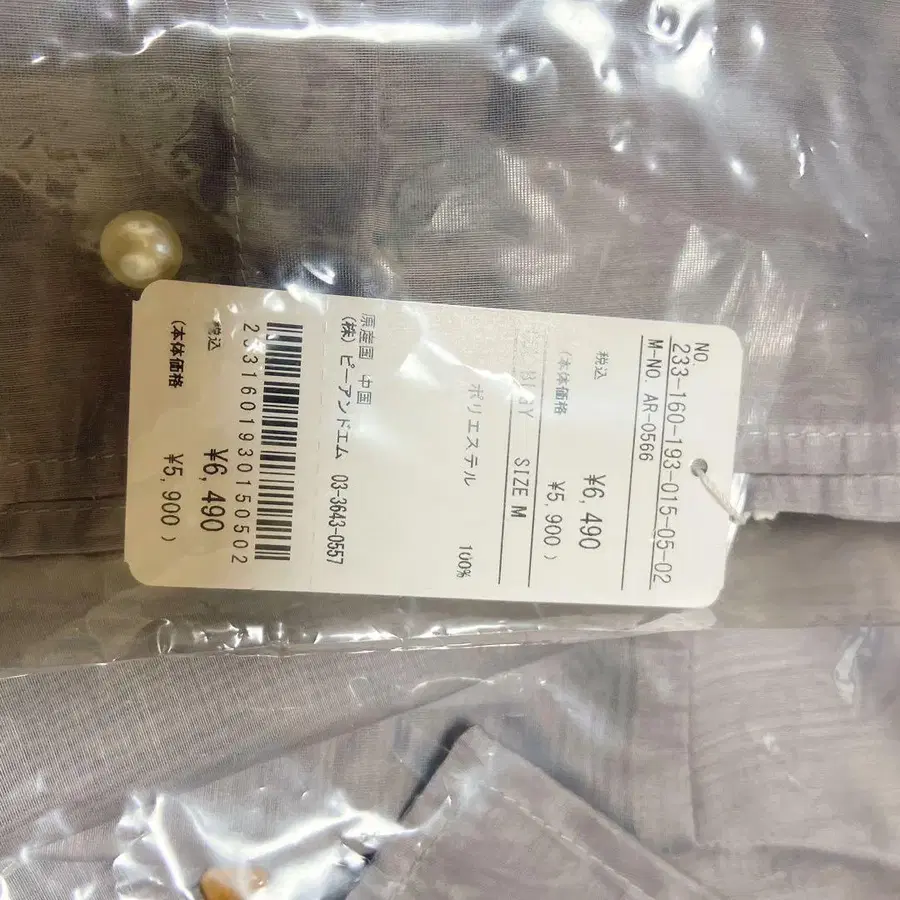 NO.
233-160-193-015-05-02
M-NO. AR-0566
税込 ¥6,490
(本体価格 ¥5,900)
SIZE M
ポリエステル 100%
原産国 中国
(株)ピーアンドエム 03-3643-0557
2331601930150502
税込 ¥6,490
(本体価格 ¥5,900)